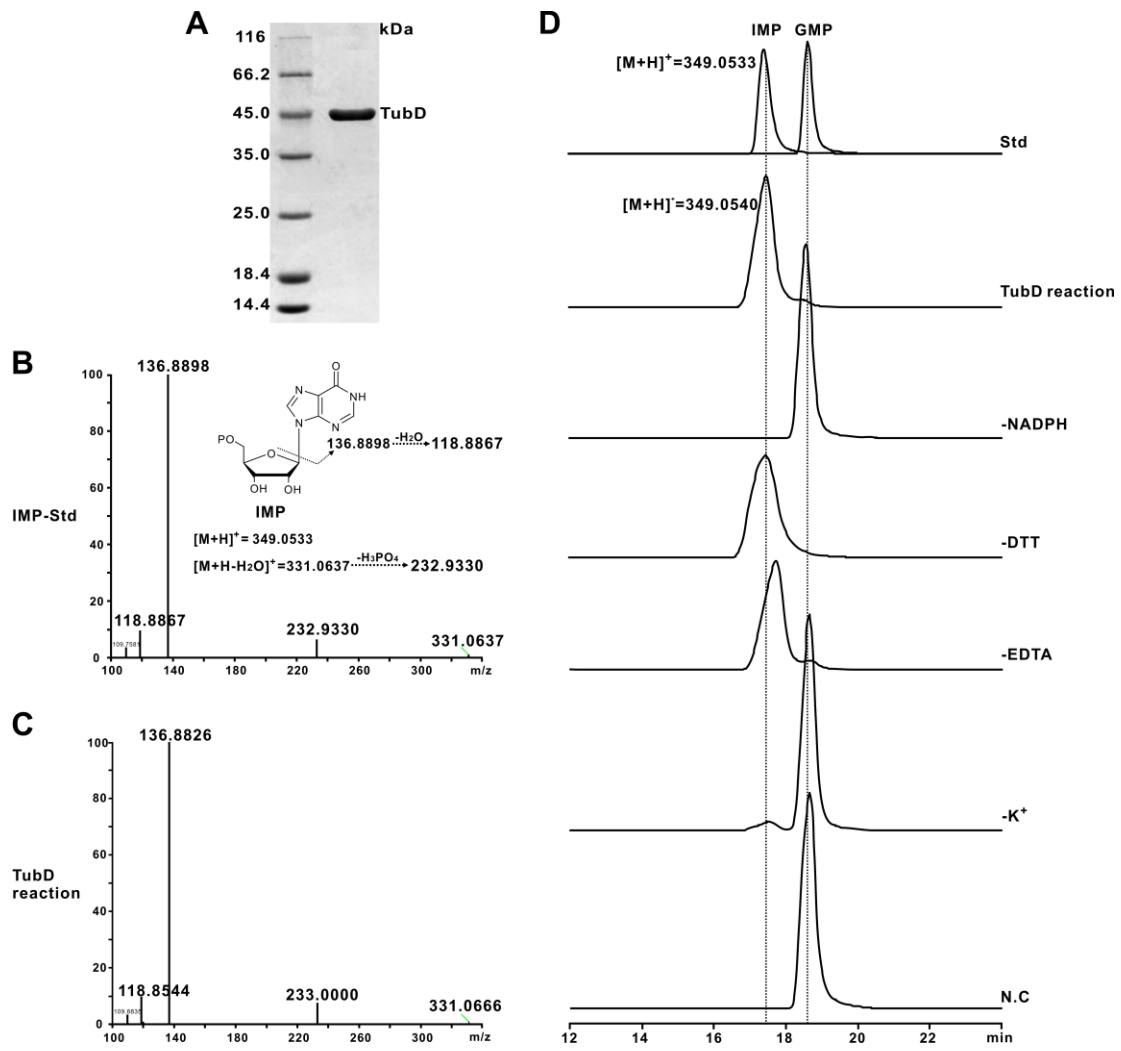 A
kDa
116
66.2
45.0
TubD
35.0
25.0
18.4
14.4
B
136.8898
100
80
60
40
20
0
IMP-Std
O
N
NH
N
N
PO
O
OH
OH
IMP
136.8898 -H₂O 118.8867
[M+H]⁺= 349.0533
[M+H-H₂O]⁺=331.0637 -H₃PO₄ 232.9330
118.8867
109.7581
232.9330
331.0637
100 140 180 220 260 300 m/z
C
136.8826
100
80
60
40
20
0
TubD
reaction
118.8544
109.8835
233.0000
331.0666
100 140 180 220 260 300 m/z
D
IMP GMP
[M+H]⁺=349.0533
Std
[M+H]⁻=349.0540
TubD reaction
-NADPH
-DTT
-EDTA
-K⁺
N.C
12 14 16 18 20 22 min